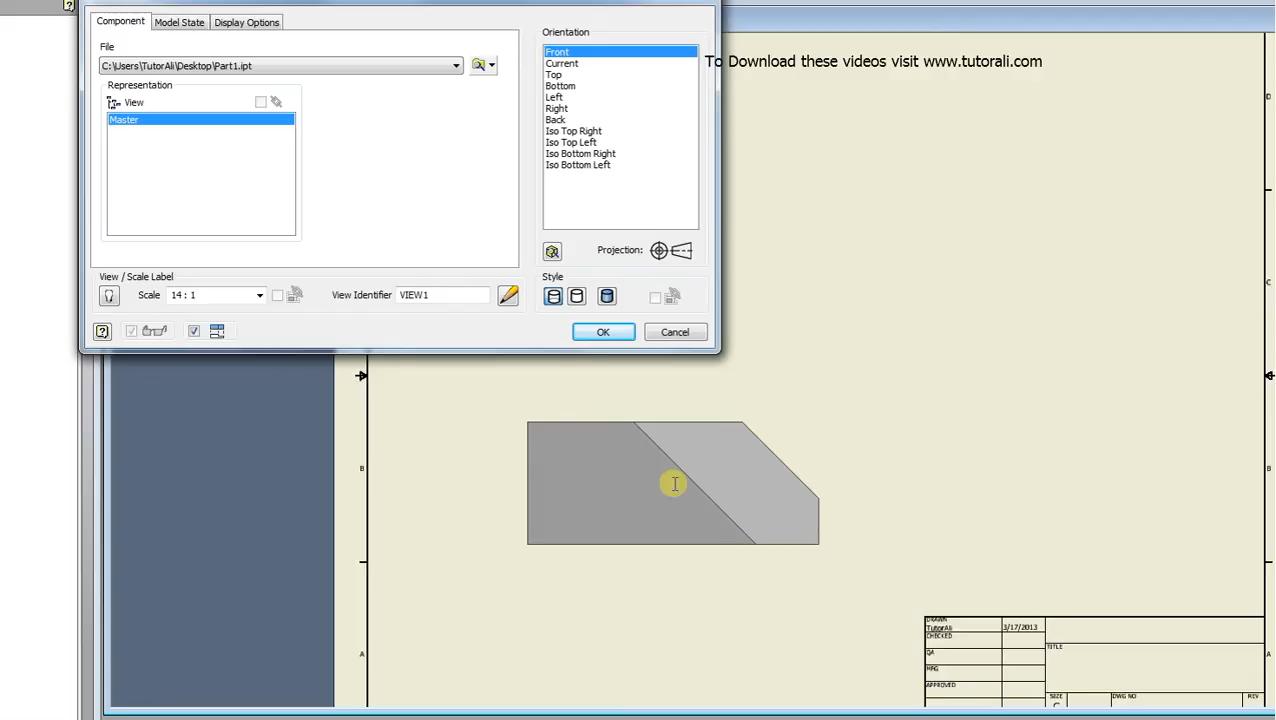 Component
Model State
Display Options
File
C:\Users\TutorAli\Desktop\Part1.ipt
Representation
View
Master
Orientation
Front
Current
Top
Bottom
Left
Right
Back
Iso Top Right
Iso Top Left
Iso Bottom Right
Iso Bottom Left
Projection:
View / Scale Label
Scale
14 : 1
View Identifier
VIEW1
Style
OK
Cancel
To Download these videos visit www.tutorali.com
D
C
B
B
A
A
DRAWN
TutorAli
3/17/2013
CHECKED
QA
MFG
APPROVED
TITLE
SIZE
C
DWG NO
REV